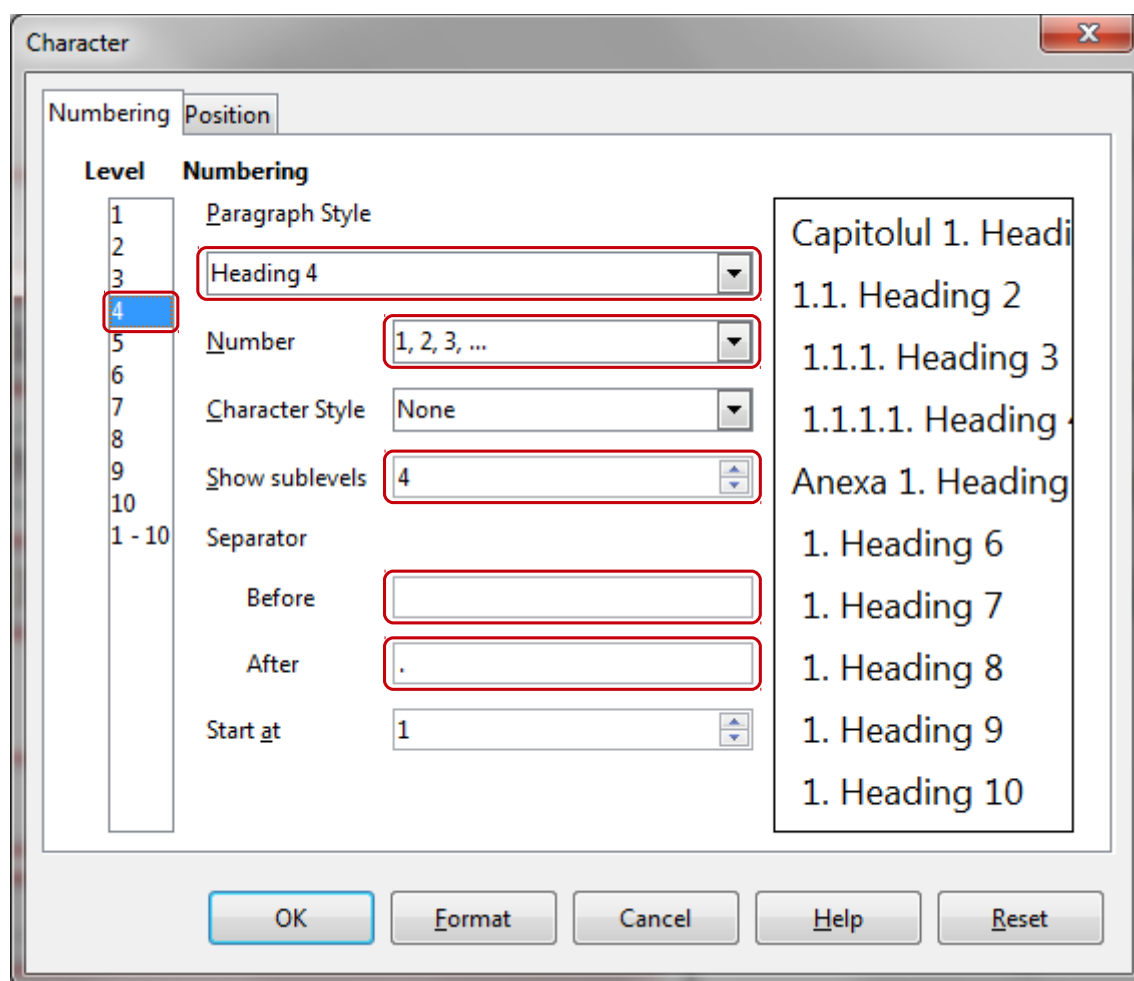 Character
Numbering Position
Level Numbering
1
2
3
4
5
6
7
8
9
10
1 - 10
Paragraph Style
Heading 4
Number 1, 2, 3, ...
Character Style None
Show sublevels 4
Separator
Before
After .
Start at 1
Capitolul 1. Headi
1.1. Heading 2
1.1.1. Heading 3
1.1.1.1. Heading
Anexa 1. Heading
1. Heading 6
1. Heading 7
1. Heading 8
1. Heading 9
1. Heading 10
OK Format Cancel Help Reset